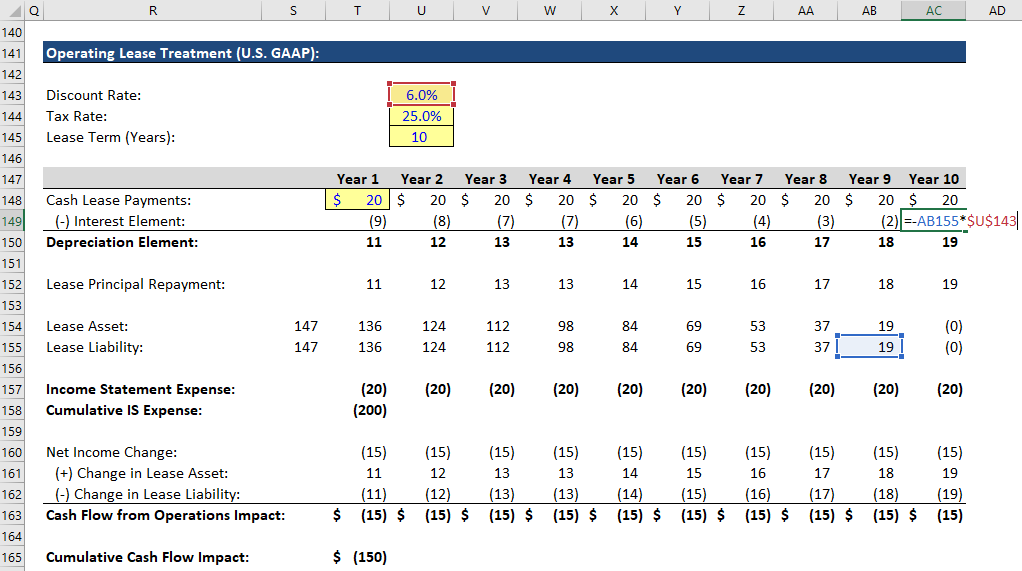 Q R S T U V W X Y Z AA AB AC AD
140
141 Operating Lease Treatment (U.S. GAAP):
142
143 Discount Rate: 6.0%
144 Tax Rate: 25.0%
145 Lease Term (Years): 10
146
147 Year 1 Year 2 Year 3 Year 4 Year 5 Year 6 Year 7 Year 8 Year 9 Year 10
148 Cash Lease Payments: $ 20 $ 20 $ 20 $ 20 $ 20 $ 20 $ 20 $ 20 $ 20 $ 20
149 (-) Interest Element: (9) (8) (7) (7) (6) (5) (4) (3) (2) =-AB155*$U$143
150 Depreciation Element: 11 12 13 13 14 15 16 17 18 19
151
152 Lease Principal Repayment: 11 12 13 13 14 15 16 17 18 19
153
154 Lease Asset: 147 136 124 112 98 84 69 53 37 19 (0)
155 Lease Liability: 147 136 124 112 98 84 69 53 37 19 (0)
156
157 Income Statement Expense: (20) (20) (20) (20) (20) (20) (20) (20) (20) (20)
158 Cumulative IS Expense: (200)
159
160 Net Income Change: (15) (15) (15) (15) (15) (15) (15) (15) (15) (15)
161 (+) Change in Lease Asset: 11 12 13 13 14 15 16 17 18 19
162 (-) Change in Lease Liability: (11) (12) (13) (13) (14) (15) (16) (17) (18) (19)
163 Cash Flow from Operations Impact: $ (15) $ (15) $ (15) $ (15) $ (15) $ (15) $ (15) $ (15) $ (15) $ (15)
164
165 Cumulative Cash Flow Impact: $ (150)